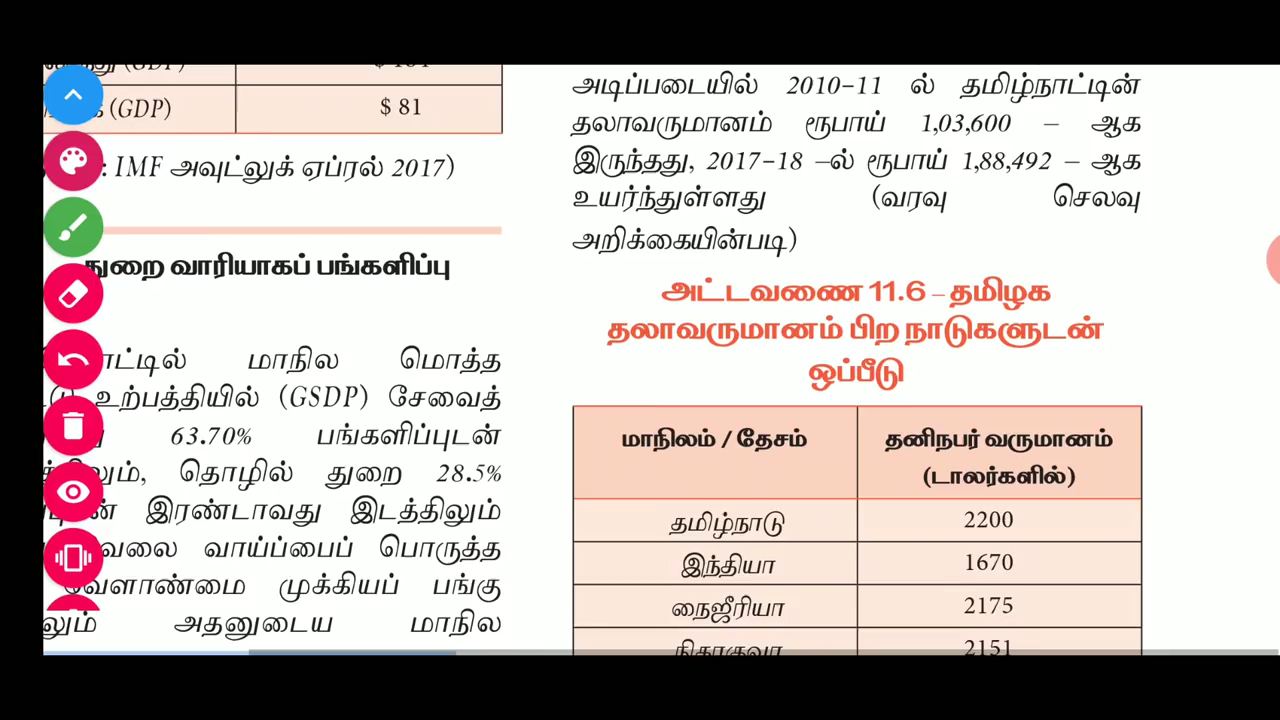 (GDP)
$ 81
: IMF அவுட்லுக் ஏப்ரல் 2017)
துறை வாரியாகப் பங்களிப்பு
மாநில மொத்த
உற்பத்தியில் (GSDP) சேவைத்
63.70% பங்களிப்புடன்
தொழில் துறை 28.5%
இரண்டாவது இடத்திலும்
வேலை வாய்ப்பைப் பொருத்த
வேளாண்மை முக்கியப் பங்கு
அதனுடைய மாநில
அடிப்படையில் 2010-11 ல் தமிழ்நாட்டின்
தலாவருமானம் ரூபாய் 1,03,600 – ஆக
இருந்தது, 2017-18 –ல் ரூபாய் 1,88,492 – ஆக
உயர்ந்துள்ளது (வரவு செலவு
அறிக்கையின்படி)
அட்டவணை 11.6 – தமிழக
தலாவருமானம் பிற நாடுகளுடன்
ஒப்பீடு
மாநிலம் / தேசம்
தனிநபர் வருமானம்
(டாலர்களில்)
தமிழ்நாடு
2200
இந்தியா
1670
நைஜீரியா
2175
நிகரகுவா
2151